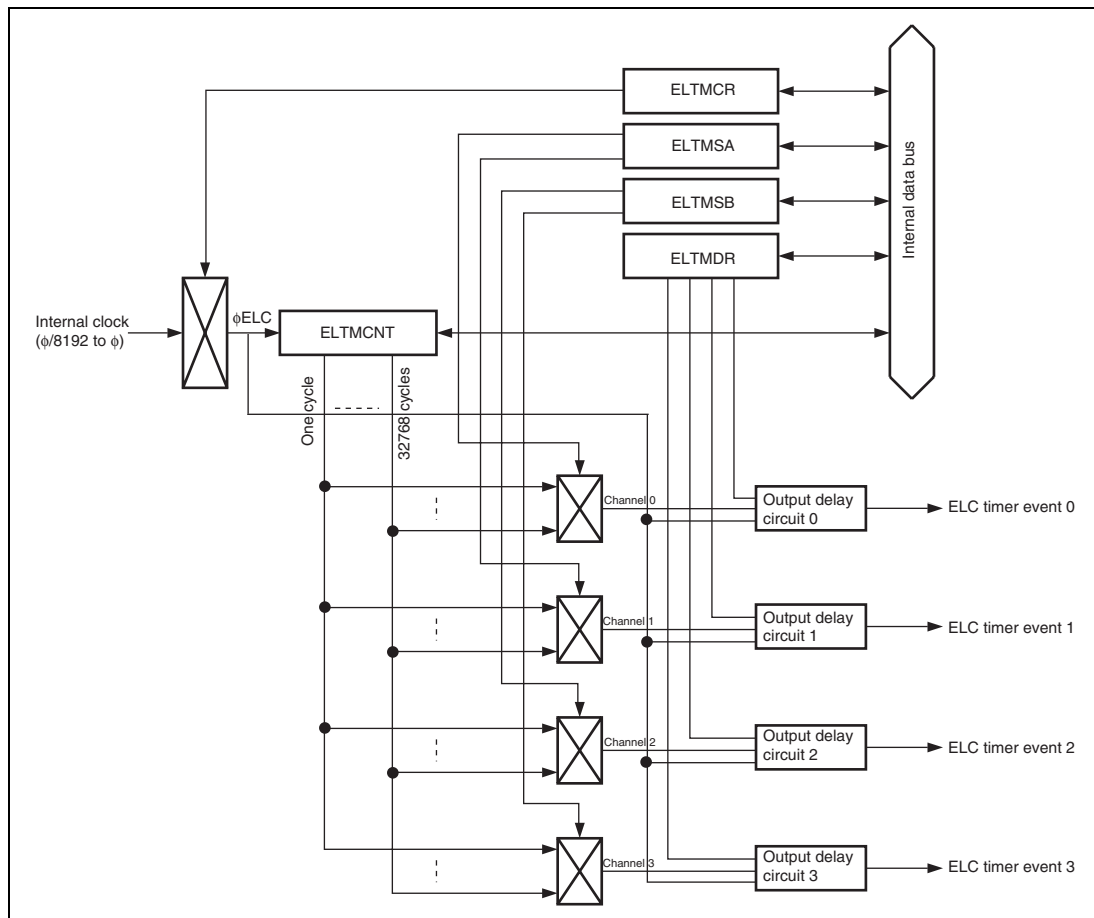 ELTMCR
ELTMSA
ELTMSB
ELTMDR
Internal data bus
Internal clock
(ϕ/8192 to ϕ)
ϕELC
ELTMCNT
One cycle
32768 cycles
Channel 0
Output delay
circuit 0
ELC timer event 0
Channel 1
Output delay
circuit 1
ELC timer event 1
Channel 2
Output delay
circuit 2
ELC timer event 2
Channel 3
Output delay
circuit 3
ELC timer event 3